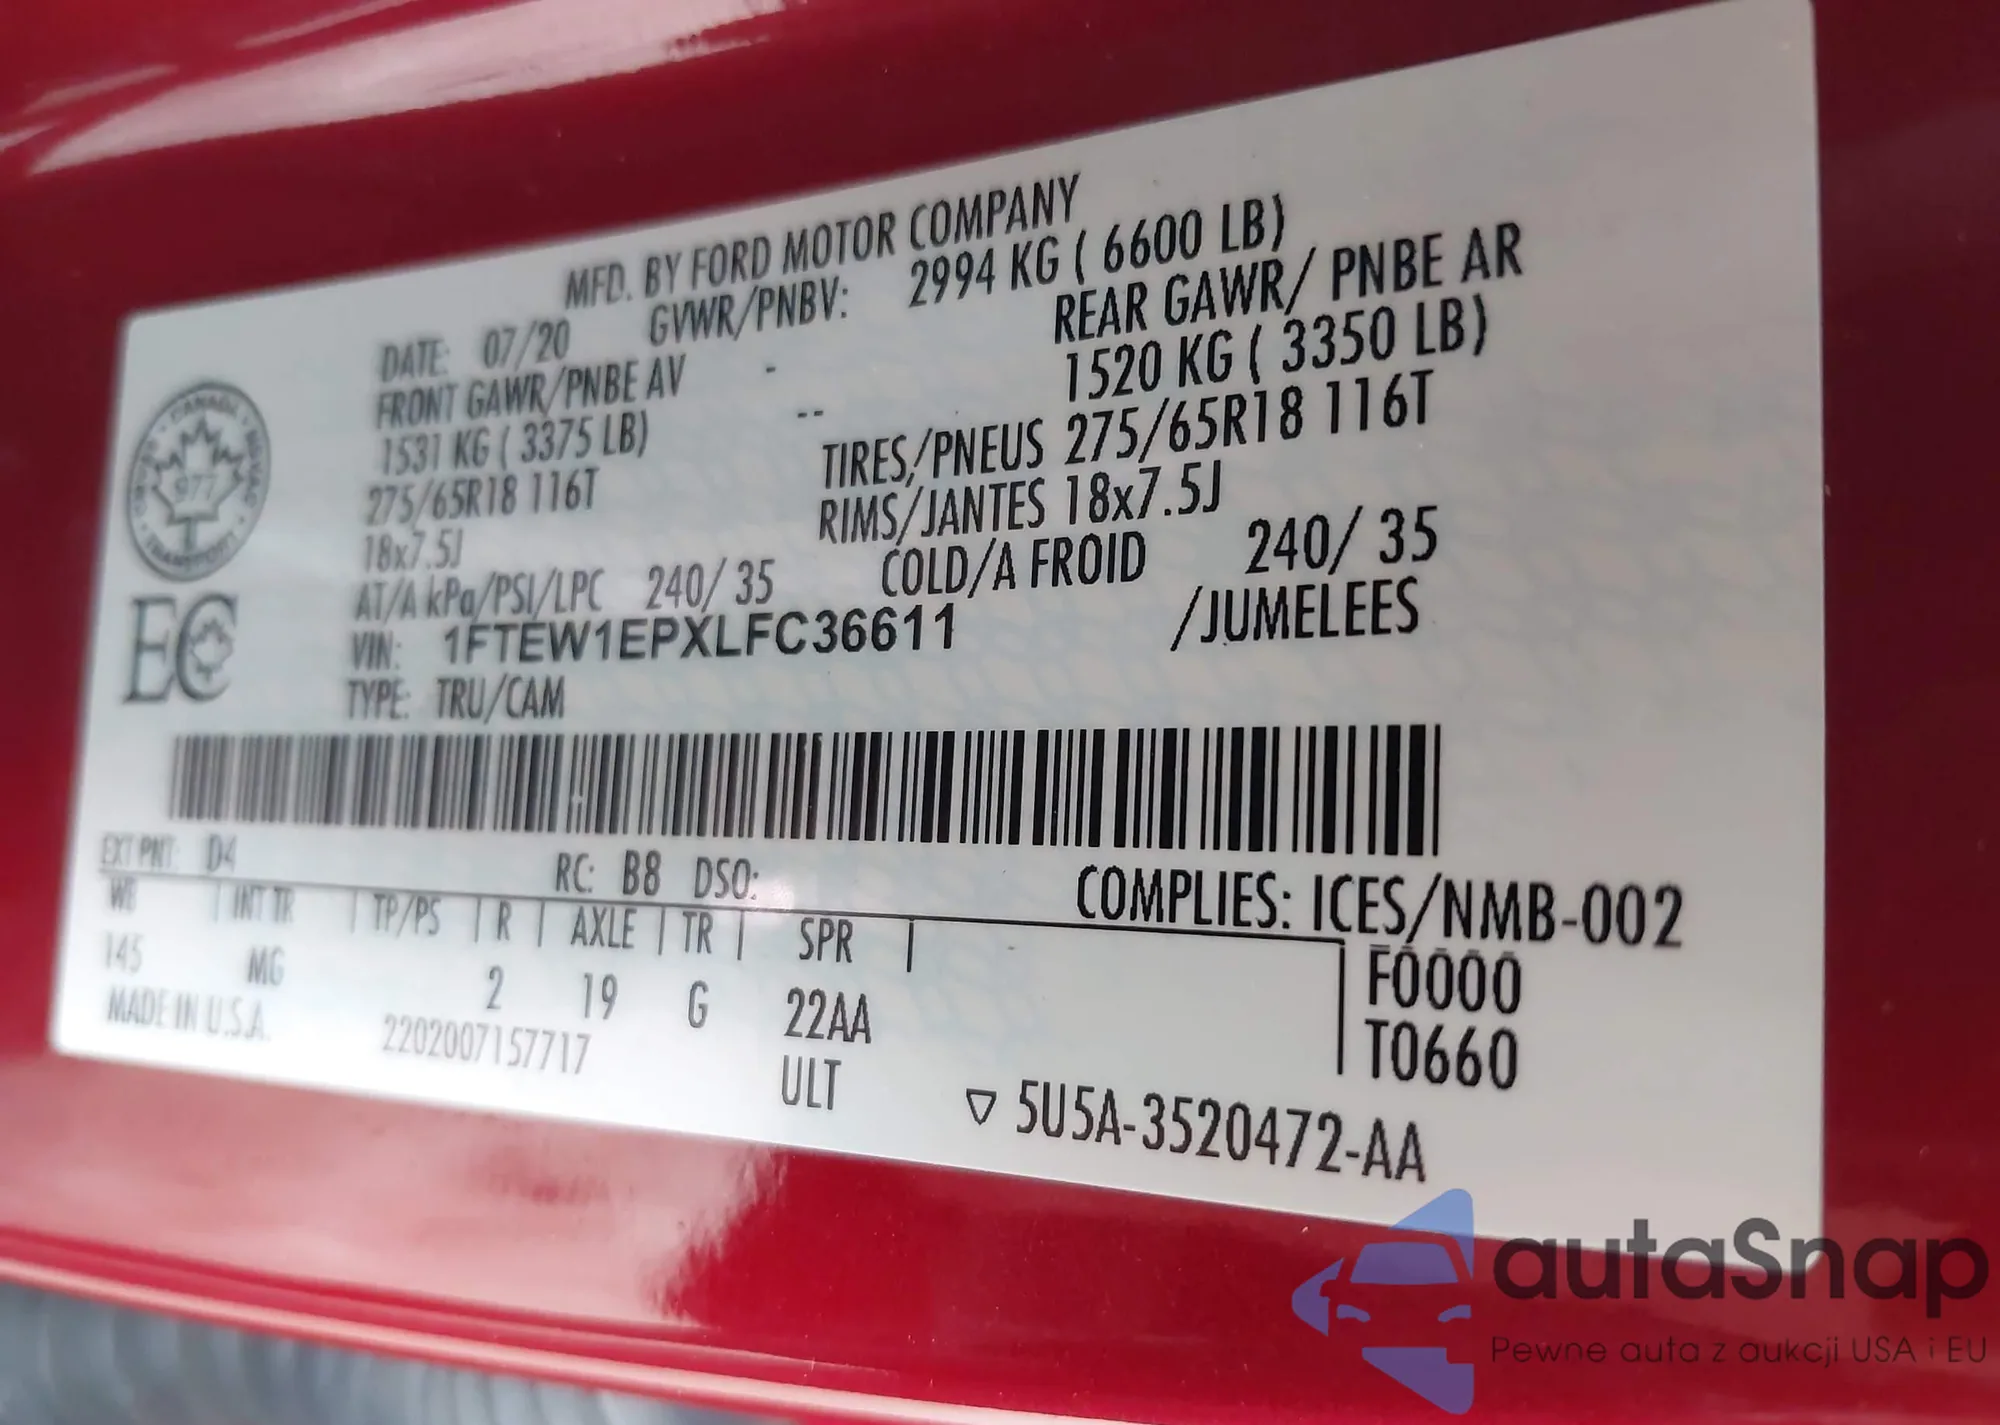 MFD. BY FORD MOTOR COMPANY
DATE: 07/20 GVWR/PNBV: 2994 KG ( 6600 LB)
FRONT GAWR/PNBE AV - REAR GAWR/ PNBE AR
1531 KG ( 3375 LB) -- 1520 KG ( 3350 LB)
275/65R18 116T TIRES/PNEUS 275/65R18 116T
18x7.5J RIMS/JANTES 18x7.5J
AT/A kPa/PSI/LPC 240/ 35 COLD/A FROID 240/ 35
VIN: 1FTEW1EPXLFC36611 /JUMELEES
TYPE: TRU/CAM
CANADA
977
TRANSPORT
EC
EXT PNT: D4 RC: B8 DSO: COMPLIES: ICES/NMB-002
WB | INT TR | TP/PS | R | AXLE | TR | SPR | F0000
145 MG 2 19 G 22AA T0660
MADE IN U.S.A. 2202007157717 ULT ▽ 5U5A-3520472-AA
autaSnap
Pewne auta z aukcji USA i EU